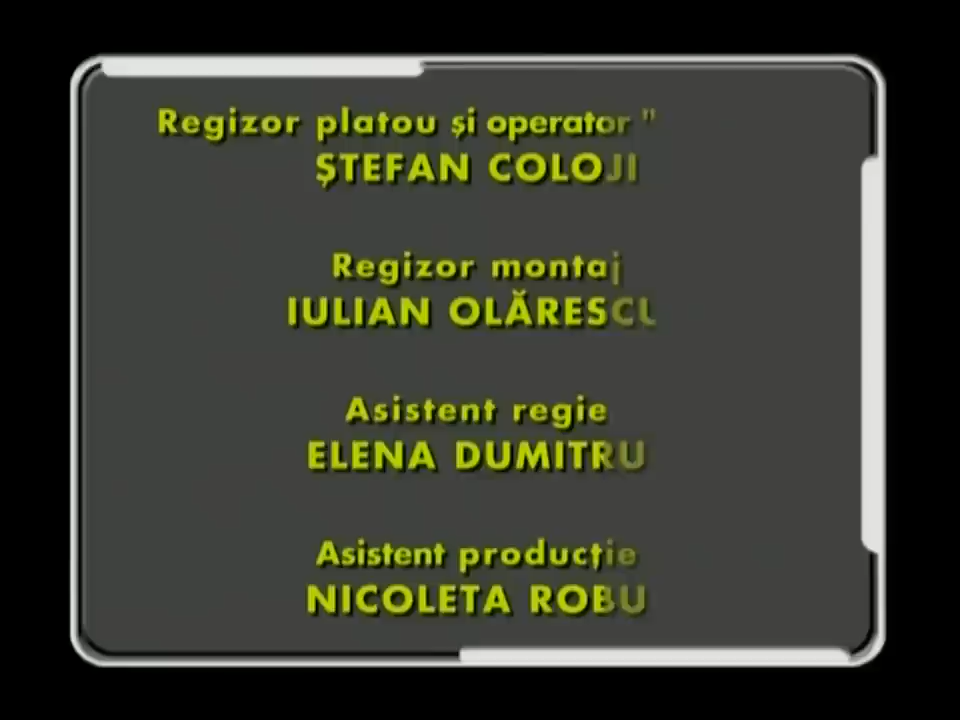 Regizor platou și operator "
ȘTEFAN COLOJI
Regizor montaj
IULIAN OLĂRESCU
Asistent regie
ELENA DUMITRU
Asistent producție
NICOLETA ROBU